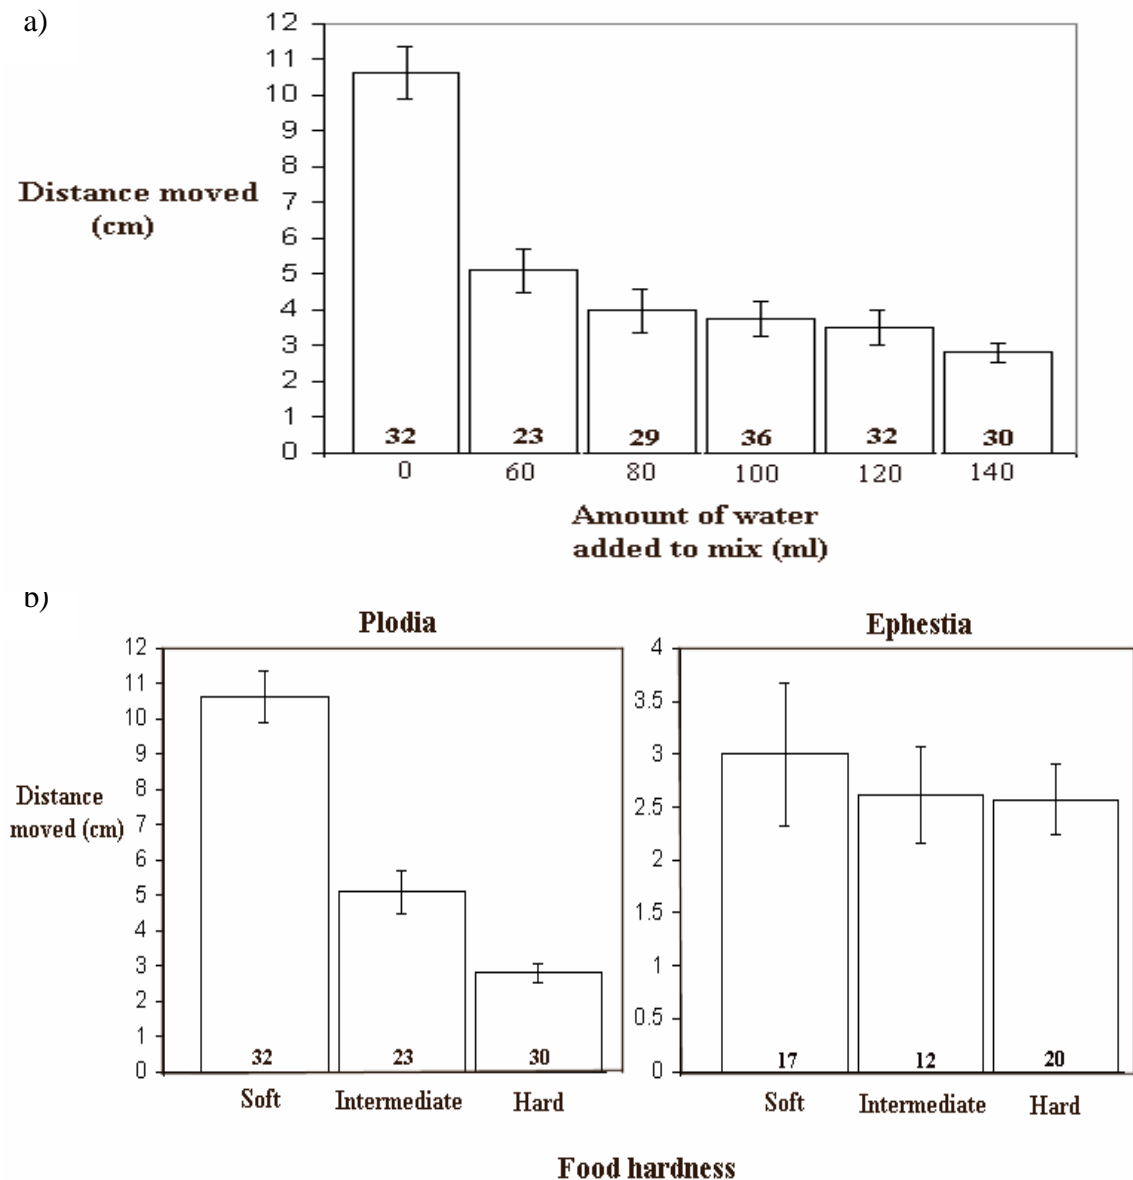 a)
12
11
10
9
8
7
6
5
4
3
2
1
0
Distance moved
(cm)
32 23 29 36 32 30
0 60 80 100 120 140
Amount of water
added to mix (ml)
b)
Plodia
12
11
10
9
8
7
6
5
4
3
2
1
0
Distance
moved (cm)
32 23 30
Soft Intermediate Hard
Ephestia
4
3.5
3
2.5
2
1.5
1
0.5
0
17 12 20
Soft Intermediate Hard
Food hardness